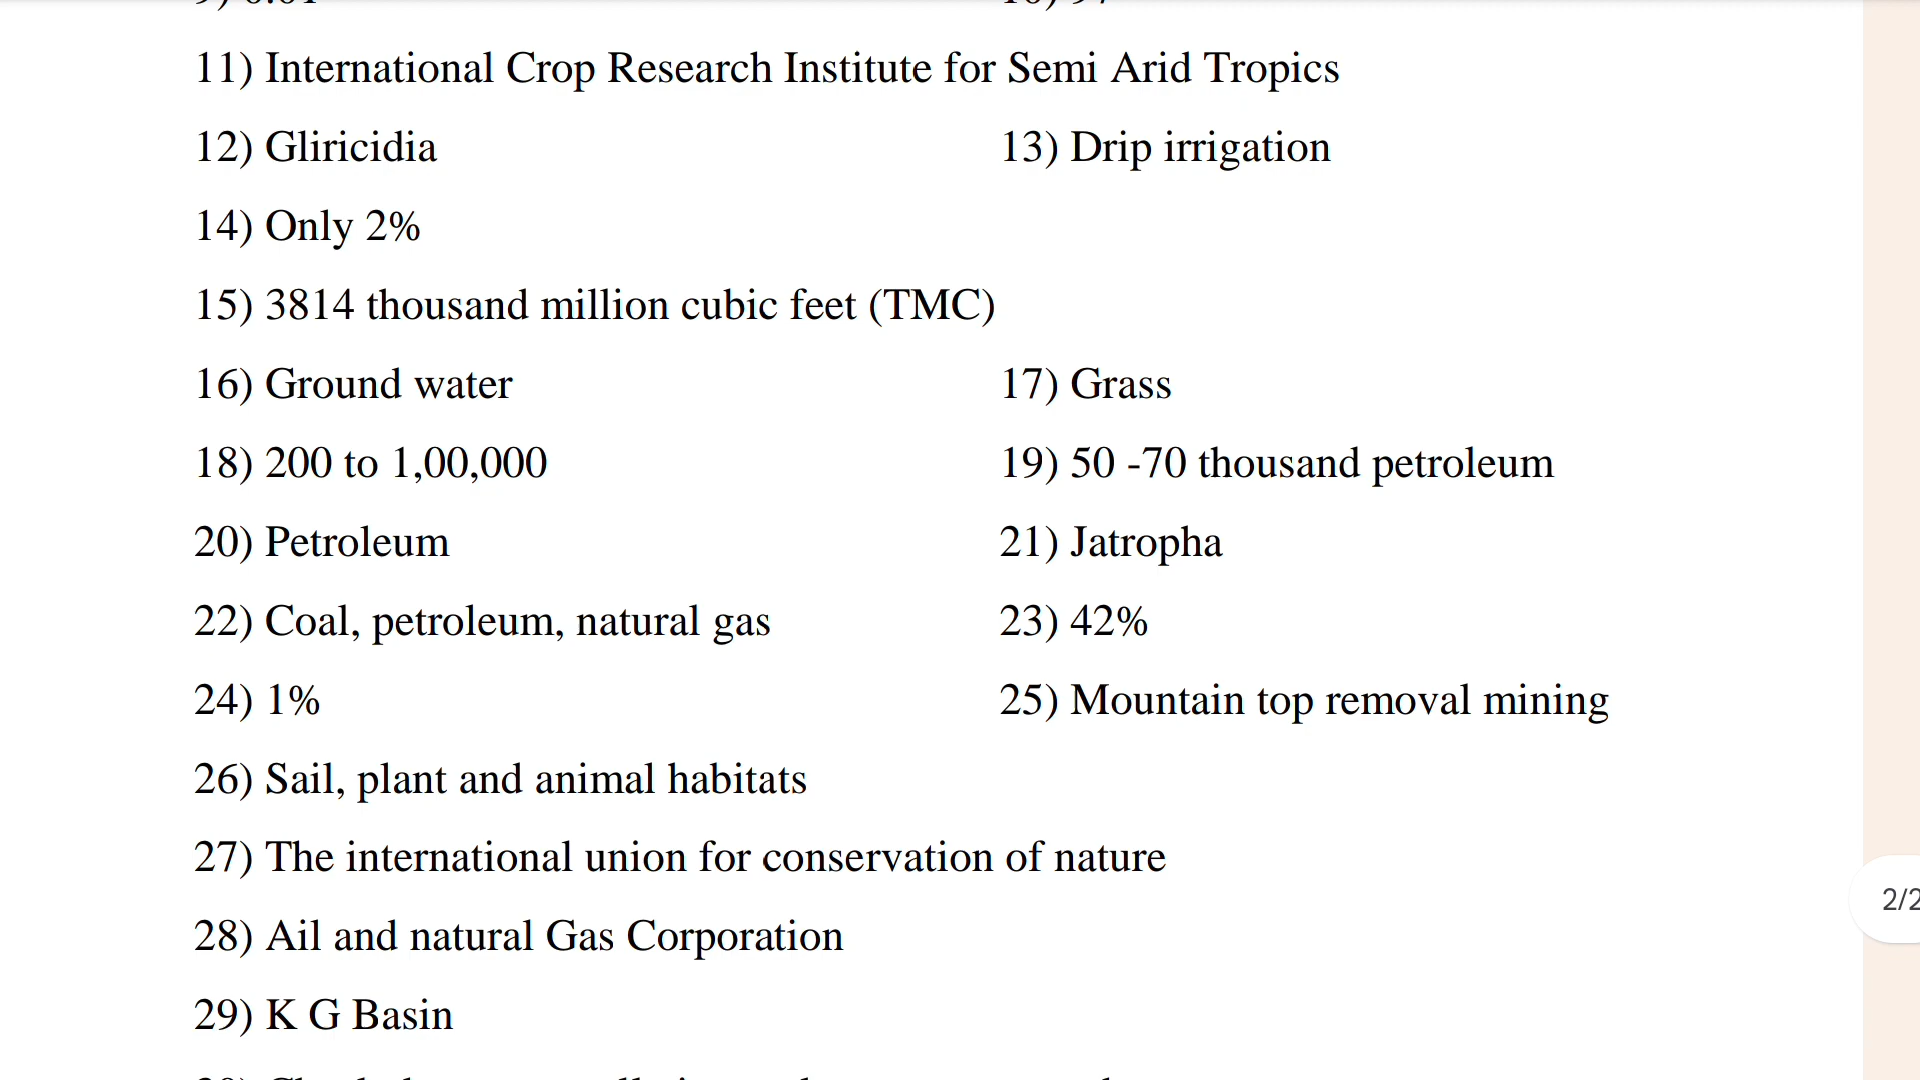 11) International Crop Research Institute for Semi Arid Tropics
12) Gliricidia 13) Drip irrigation
14) Only 2%
15) 3814 thousand million cubic feet (TMC)
16) Ground water 17) Grass
18) 200 to 1,00,000 19) 50 -70 thousand petroleum
20) Petroleum 21) Jatropha
22) Coal, petroleum, natural gas 23) 42%
24) 1% 25) Mountain top removal mining
26) Sail, plant and animal habitats
27) The international union for conservation of nature
2/2
28) Ail and natural Gas Corporation
29) K G Basin